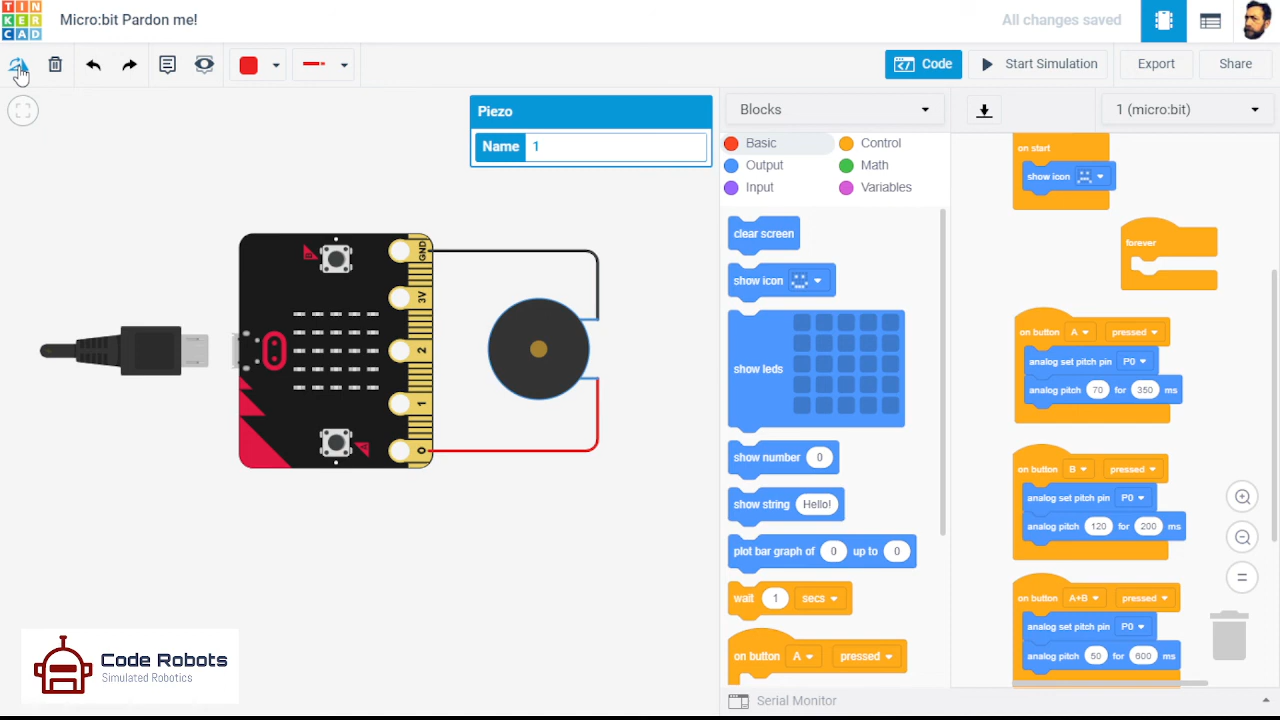 TIN
KER
CAD
Micro:bit Pardon me!
All changes saved
Code
Start Simulation
Export
Share
Piezo
Name 1
Blocks
1 (micro:bit)
Basic
Control
Output
Math
Input
Variables
clear screen
show icon
show leds
show number 0
show string Hello!
plot bar graph of 0 up to 0
wait 1 secs
on button A pressed
on start
show icon
forever
on button A pressed
analog set pitch pin P0
analog pitch 70 for 350 ms
on button B pressed
analog set pitch pin P0
analog pitch 120 for 200 ms
on button A+B pressed
analog set pitch pin P0
analog pitch 50 for 600 ms
GND
3V
2
1
0
B
A
Code Robots
Simulated Robotics
Serial Monitor